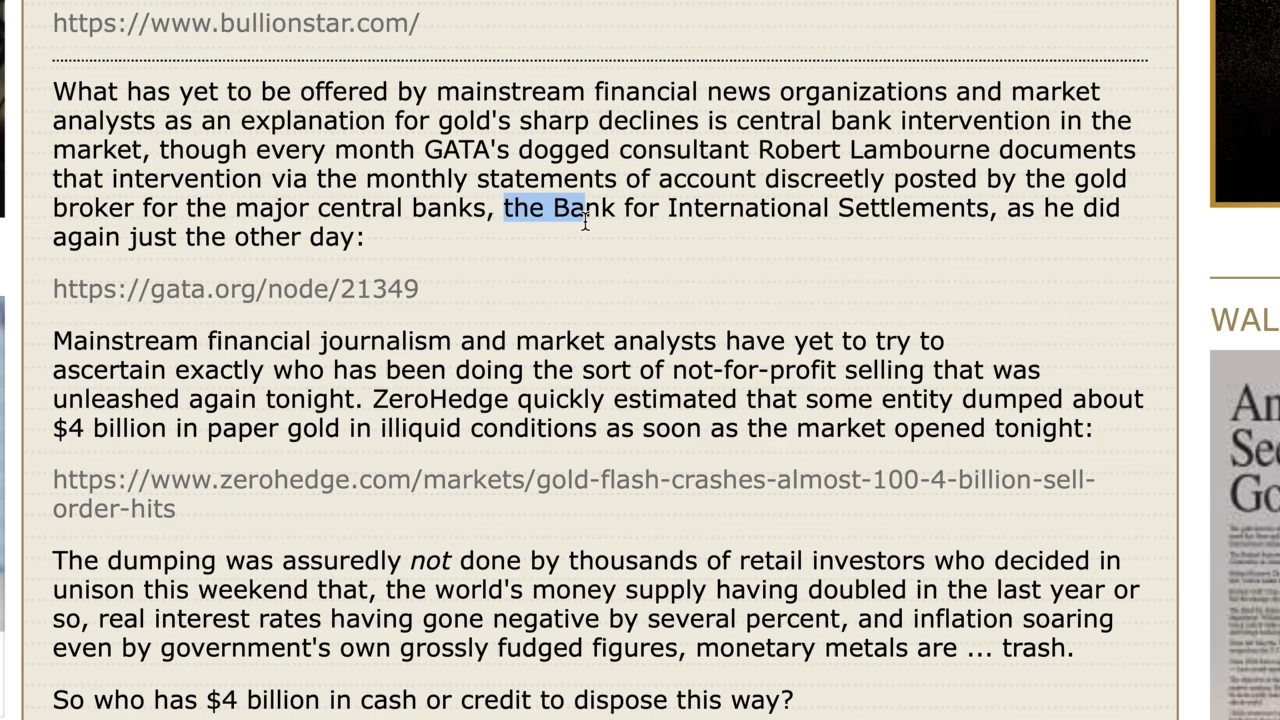 https://www.bullionstar.com/
What has yet to be offered by mainstream financial news organizations and market
analysts as an explanation for gold's sharp declines is central bank intervention in the
market, though every month GATA's dogged consultant Robert Lambourne documents
that intervention via the monthly statements of account discreetly posted by the gold
broker for the major central banks, the Bank for International Settlements, as he did
again just the other day:
https://gata.org/node/21349
Mainstream financial journalism and market analysts have yet to try to
ascertain exactly who has been doing the sort of not-for-profit selling that was
unleashed again tonight. ZeroHedge quickly estimated that some entity dumped about
$4 billion in paper gold in illiquid conditions as soon as the market opened tonight:
https://www.zerohedge.com/markets/gold-flash-crashes-almost-100-4-billion-sell-
order-hits
The dumping was assuredly not done by thousands of retail investors who decided in
unison this weekend that, the world's money supply having doubled in the last year or
so, real interest rates having gone negative by several percent, and inflation soaring
even by government's own grossly fudged figures, monetary metals are ... trash.
So who has $4 billion in cash or credit to dispose this way?
WAL
An
See
Go